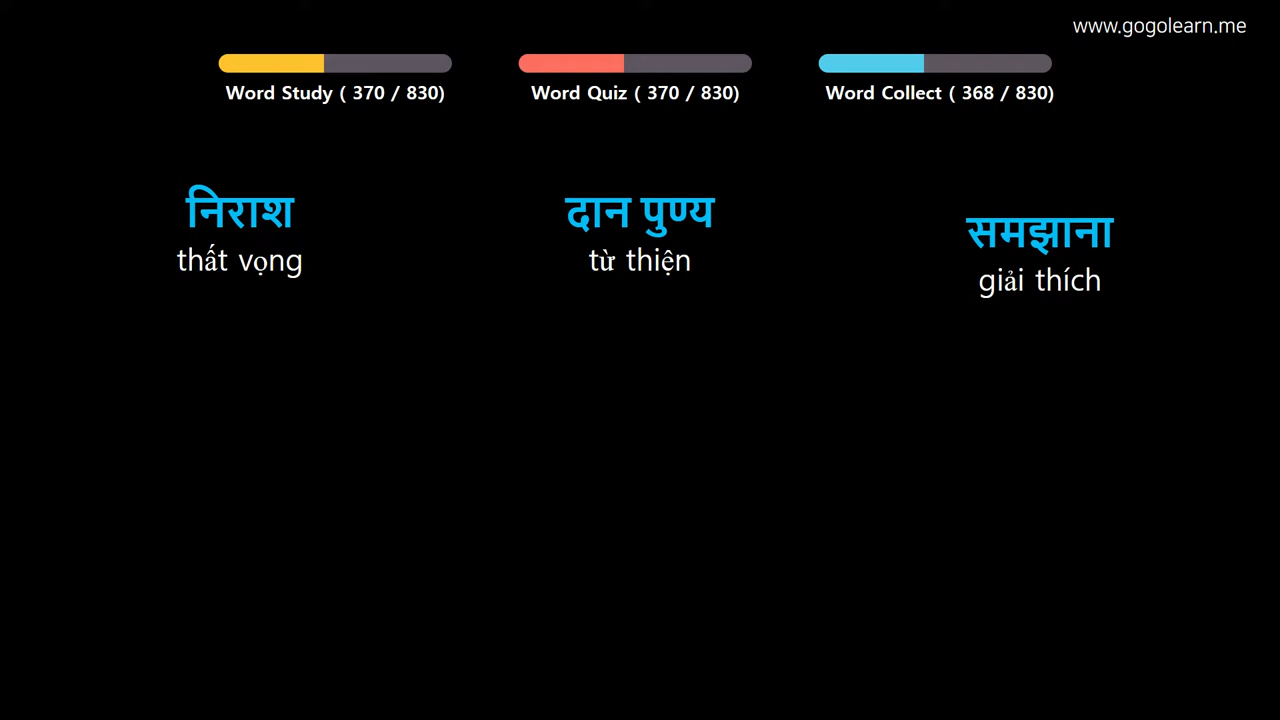 www.gogolearn.me
Word Study ( 370 / 830)
Word Quiz ( 370 / 830)
Word Collect ( 368 / 830)
निराश
thất vọng
दान पुण्य
từ thiện
समझाना
giải thích